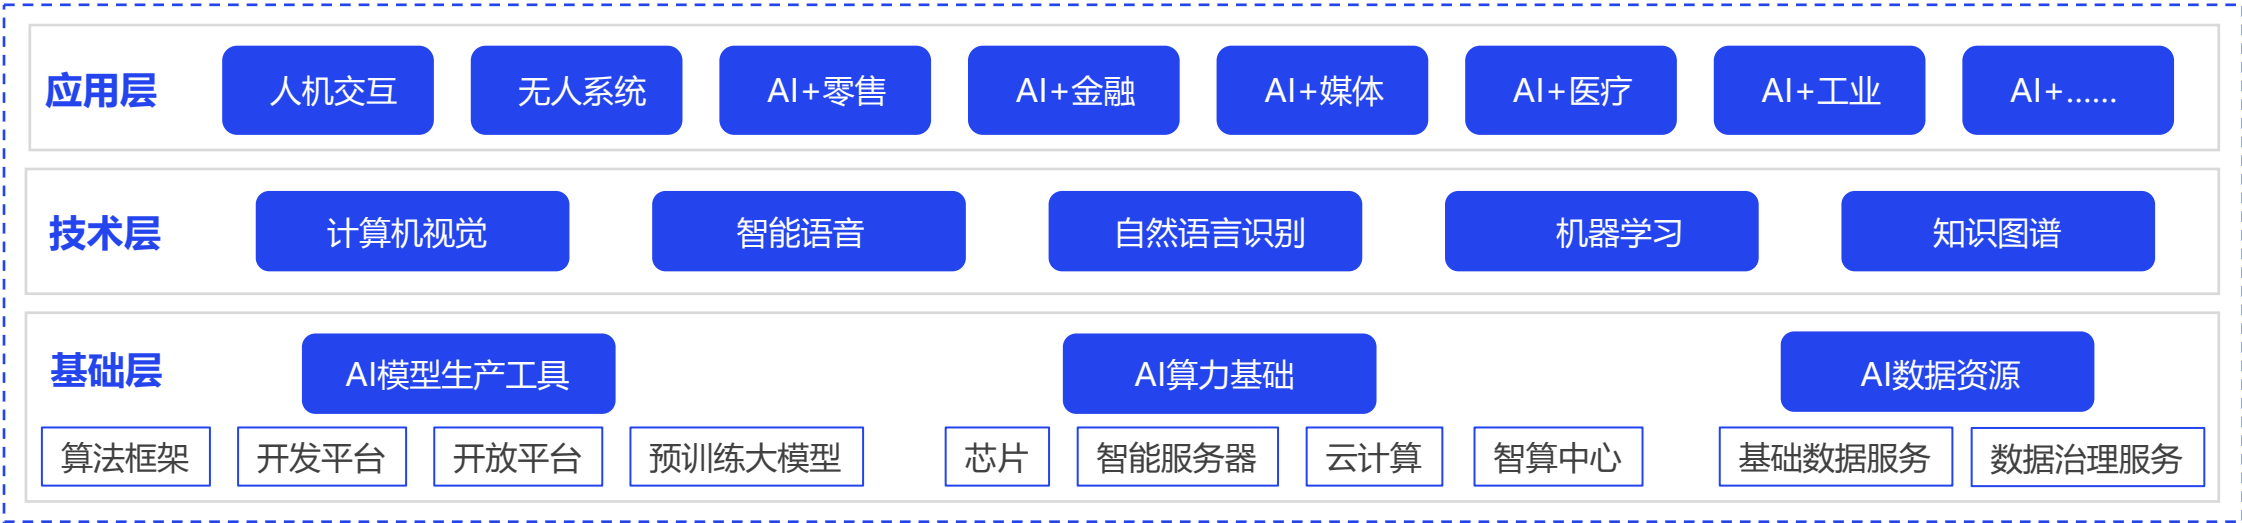 应用层 人机交互 无人系统 AI+零售 AI+金融 AI+媒体 AI+医疗 AI+工业 AI+......
技术层 计算机视觉 智能语音 自然语言识别 机器学习 知识图谱
基础层 AI模型生产工具 AI算力基础 AI数据资源
算法框架 开发平台 开放平台 预训练大模型 芯片 智能服务器 云计算 智算中心 基础数据服务 数据治理服务